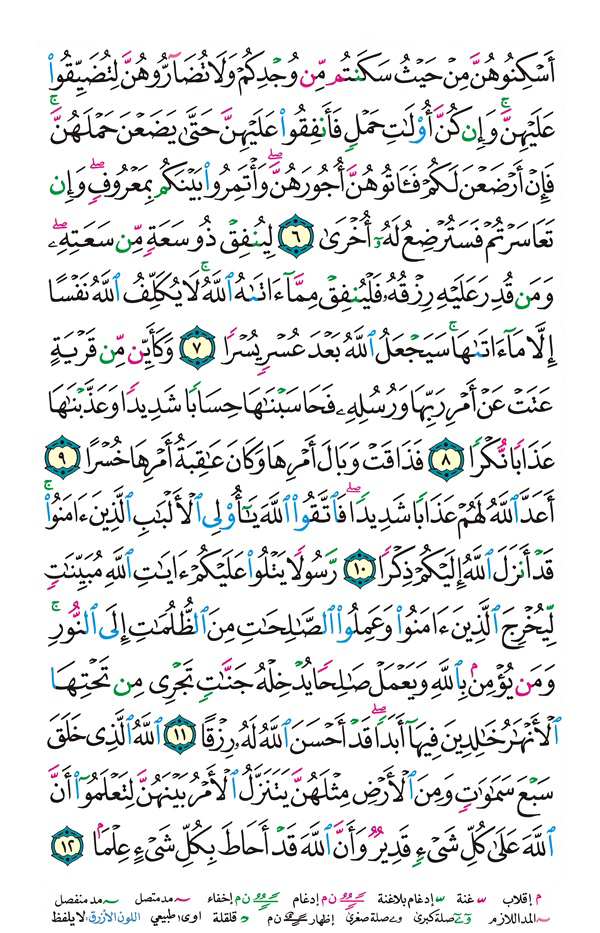 أَسْكِنُوهُنَّ مِنْ حَيْثُ سَكَنتُم مِّن وُجْدِكُمْ وَلَا تُضَآرُّوهُنَّ لِتُضَيِّقُوا۟
عَلَيْهِنَّ ۚ وَإِن كُنَّ أُو۟لَٰتِ حَمْلٍ فَأَنفِقُوا۟ عَلَيْهِنَّ حَتَّىٰ يَضَعْنَ حَمْلَهُنَّ ۚ
فَإِنْ أَرْضَعْنَ لَكُمْ فَـَٔاتُوهُنَّ أُجُورَهُنَّ ۖ وَأْتَمِرُوا۟ بَيْنَكُم بِمَعْرُوفٍ ۖ وَإِن
تَعَاسَرْتُمْ فَسَتُرْضِعُ لَهُۥٓ أُخْرَىٰ ٦ لِيُنفِقْ ذُو سَعَةٍ مِّن سَعَتِهِۦ ۖ
وَمَن قُدِرَ عَلَيْهِ رِزْقُهُۥ فَلْيُنفِقْ مِمَّآ ءَاتَىٰهُ ٱللَّهُ ۚ لَا يُكَلِّفُ ٱللَّهُ نَفْسًا
إِلَّا مَآ ءَاتَىٰهَا ۚ سَيَجْعَلُ ٱللَّهُ بَعْدَ عُسْرٍ يُسْرًا ٧ وَكَأَيِّن مِّن قَرْيَةٍ
عَتَتْ عَنْ أَمْرِ رَبِّهَا وَرُسُلِهِۦ فَحَاسَبْنَٰهَا حِسَابًا شَدِيدًا وَعَذَّبْنَٰهَا
عَذَابًا نُّكْرًا ٨ فَذَاقَتْ وَبَالَ أَمْرِهَا وَكَانَ عَٰقِبَةُ أَمْرِهَا خُسْرًا ٩
أَعَدَّ ٱللَّهُ لَهُمْ عَذَابًا شَدِيدًا ۖ فَٱتَّقُوا۟ ٱللَّهَ يَٰٓأُو۟لِى ٱلْأَلْبَٰبِ ٱلَّذِينَ ءَامَنُوا۟ ۚ
قَدْ أَنزَلَ ٱللَّهُ إِلَيْكُمْ ذِكْرًا ١٠ رَّسُولًا يَتْلُوا۟ عَلَيْكُمْ ءَايَٰتِ ٱللَّهِ مُبَيِّنَٰتٍ
لِّيُخْرِجَ ٱلَّذِينَ ءَامَنُوا۟ وَعَمِلُوا۟ ٱلصَّٰلِحَٰتِ مِنَ ٱلظُّلُمَٰتِ إِلَى ٱلنُّورِ ۚ
وَمَن يُؤْمِنۢ بِٱللَّهِ وَيَعْمَلْ صَٰلِحًا يُدْخِلْهُ جَنَّٰتٍ تَجْرِى مِن تَحْتِهَا
ٱلْأَنْهَٰرُ خَٰلِدِينَ فِيهَآ أَبَدًا ۖ قَدْ أَحْسَنَ ٱللَّهُ لَهُۥ رِزْقًا ١١ ٱللَّهُ ٱلَّذِى خَلَقَ
سَبْعَ سَمَٰوَٰتٍ وَمِنَ ٱلْأَرْضِ مِثْلَهُنَّ يَتَنَزَّلُ ٱلْأَمْرُ بَيْنَهُنَّ لِتَعْلَمُوٓا۟ أَنَّ
ٱللَّهَ عَلَىٰ كُلِّ شَىْءٍ قَدِيرٌ وَأَنَّ ٱللَّهَ قَدْ أَحَاطَ بِكُلِّ شَىْءٍ عِلْمًۢا ١٢
م إقلاب غنة إدغام بلاغنة ن م إدغام ن م إخفاء مد متصل مد منفصل
المد اللازم صلة كبرى صلة صغرى إظهار ن م قلقلة اوى: طبيعي اللون الأزرق: لا يلفظ